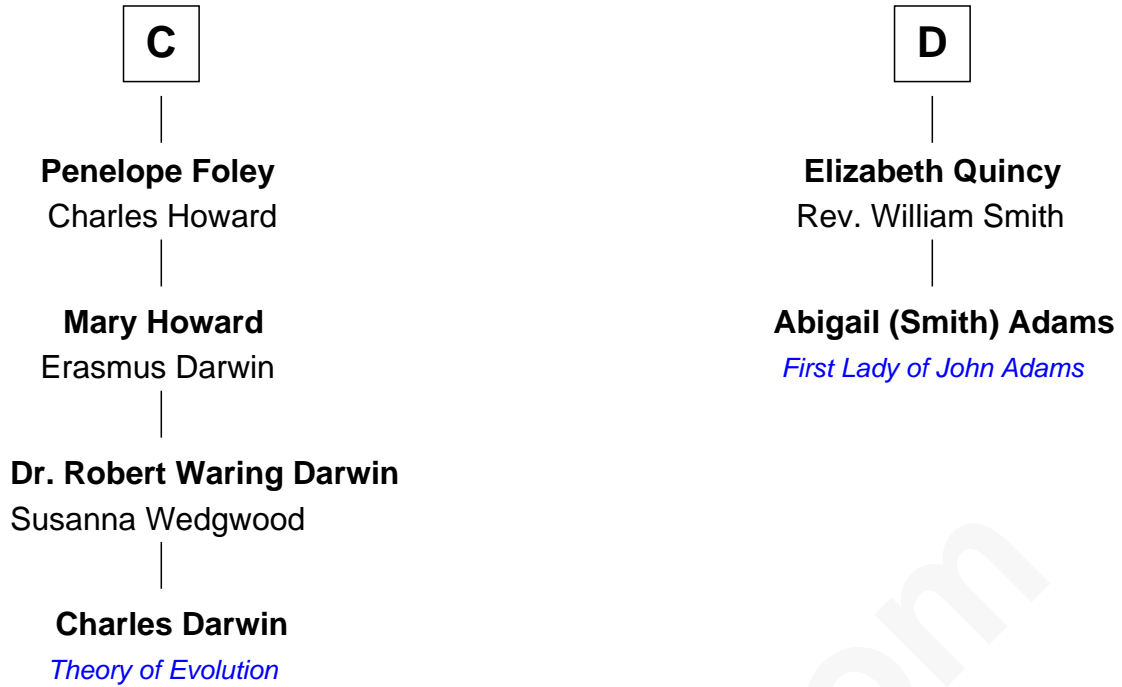 C
Penelope Foley
Charles Howard
Mary Howard
Erasmus Darwin
Dr. Robert Waring Darwin
Susanna Wedgwood
Charles Darwin
Theory of Evolution
D
Elizabeth Quincy
Rev. William Smith
Abigail (Smith) Adams
First Lady of John Adams
om